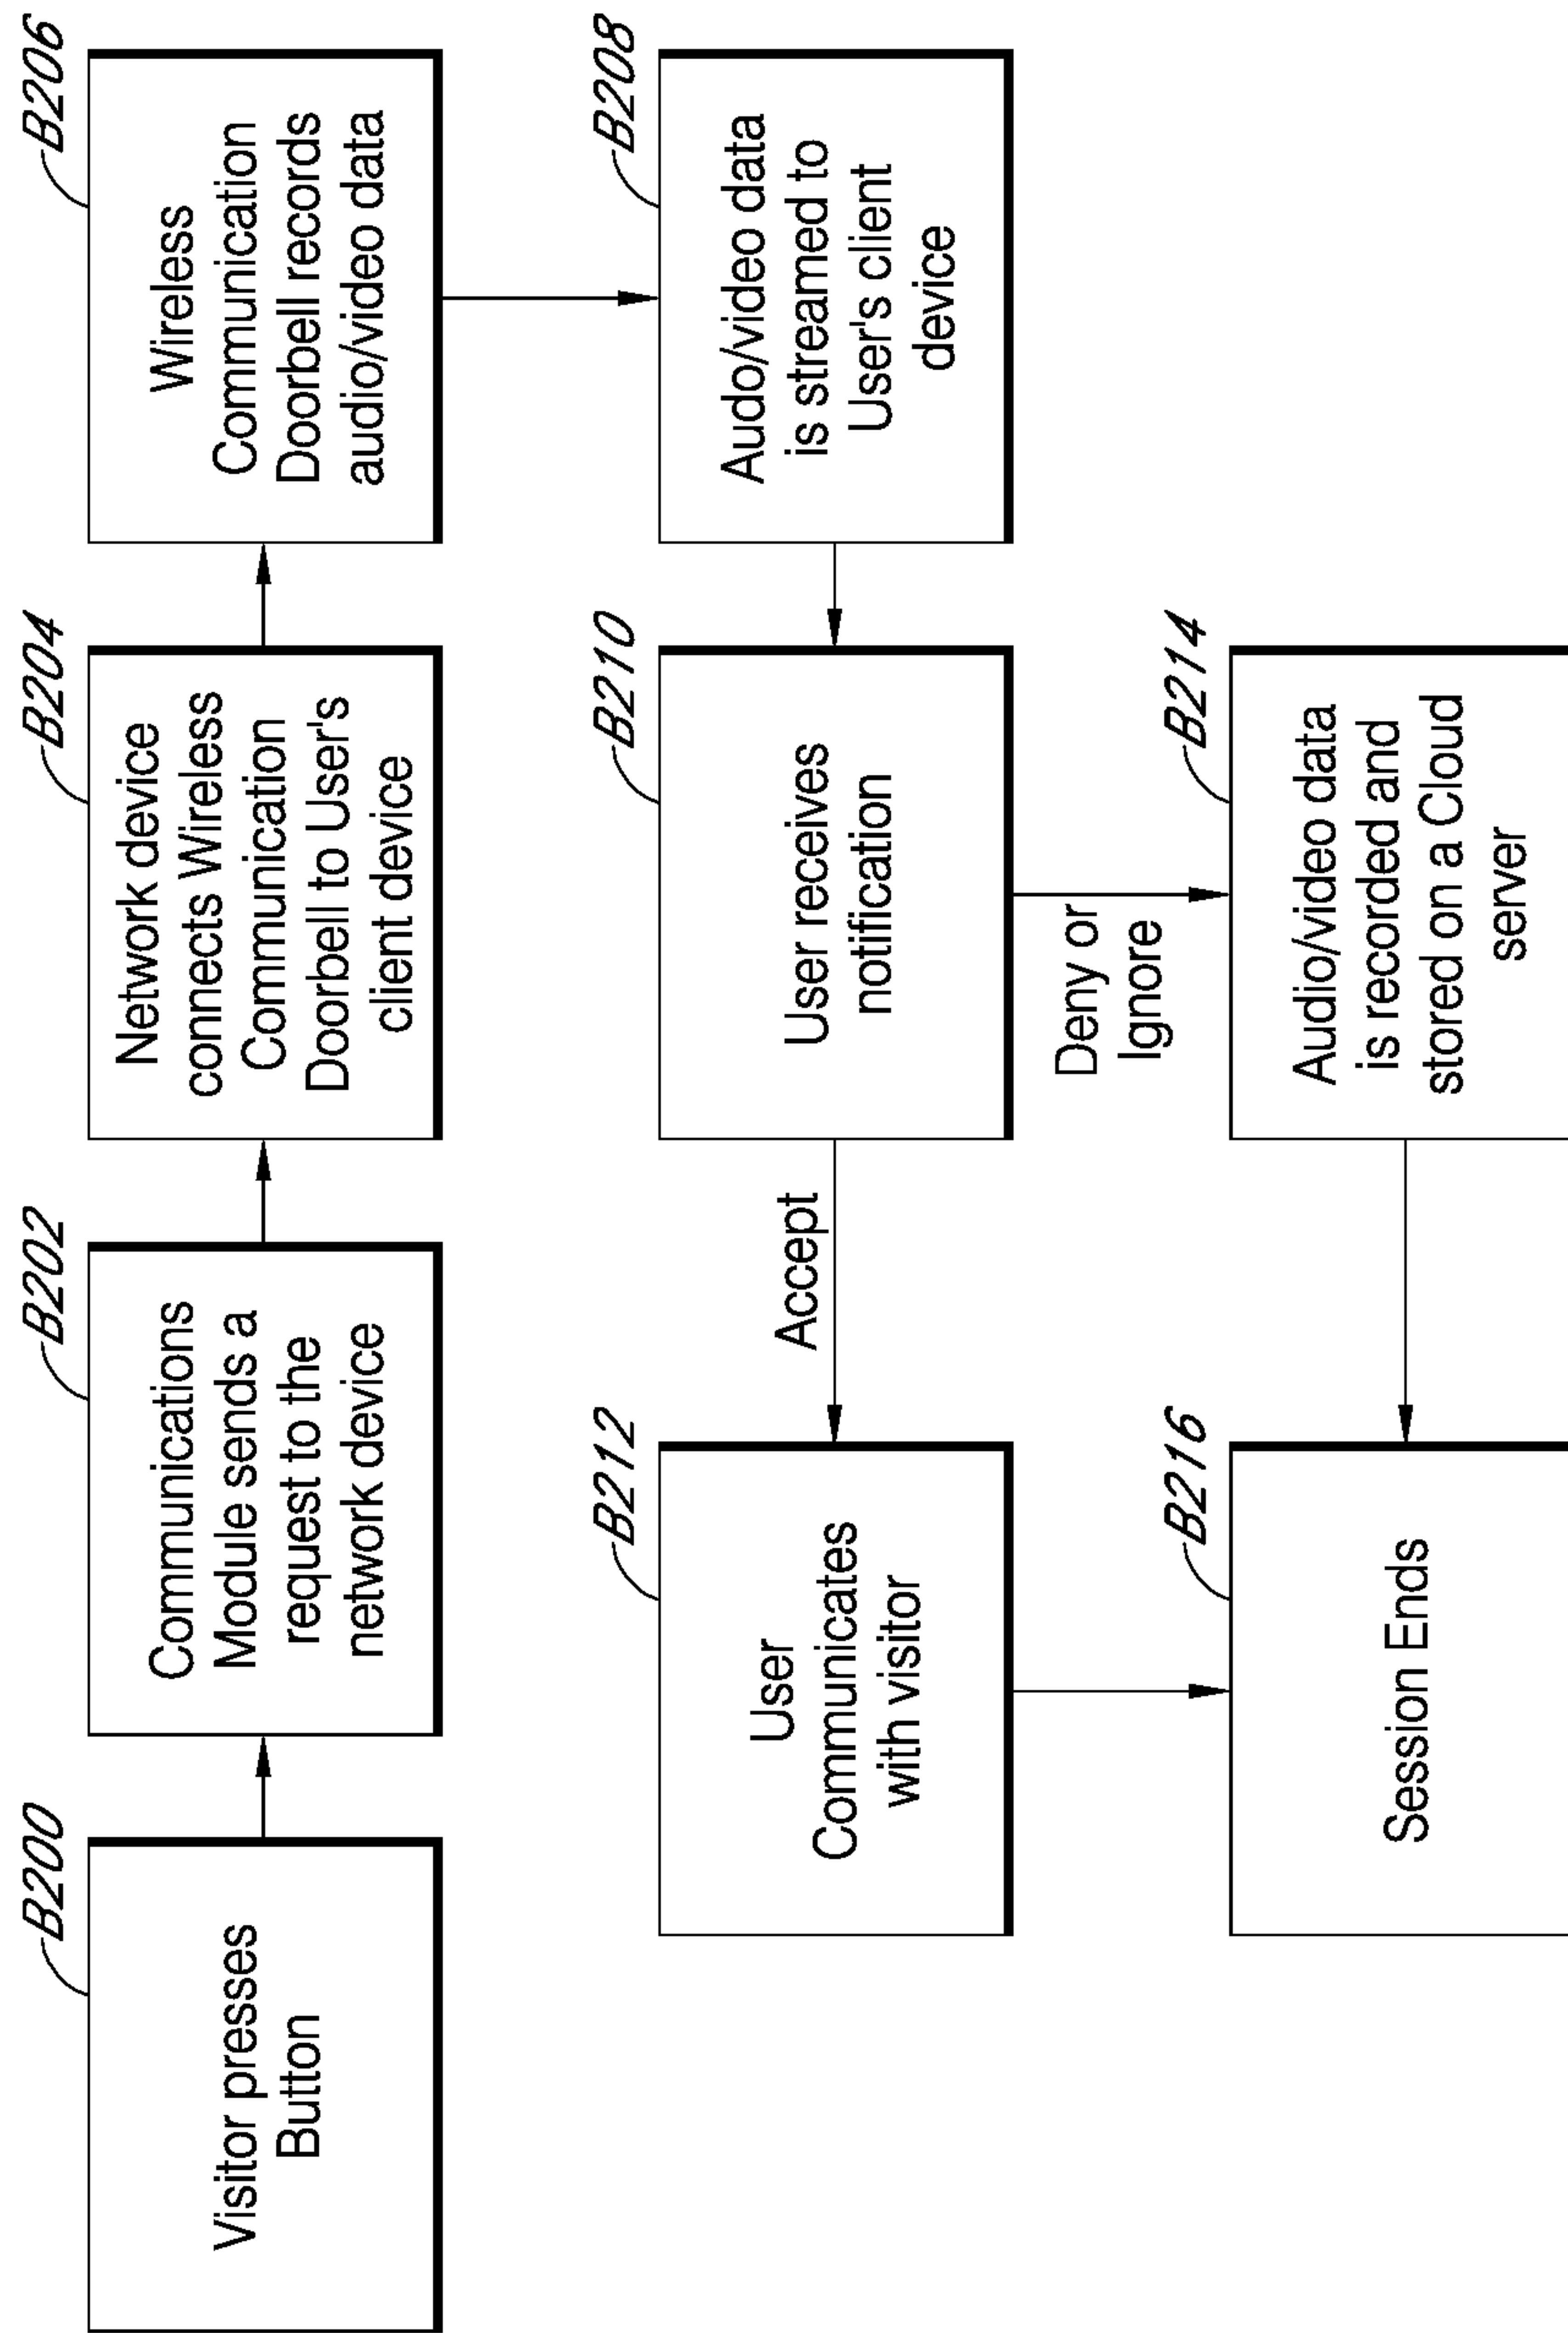 B200
Visitor presses
Button
B202
Communications
Module sends a
request to the
network device
B204
Network device
connects Wireless
Communication
Doorbell to User's
client device
B206
Wireless
Communication
Doorbell records
audio/video data
B208
Audo/video data
is streamed to
User's client
device
B210
User receives
notification
Accept
Deny or
Ignore
B212
User
Communicates
with visitor
B214
Audio/video data
is recorded and
stored on a Cloud
server
B216
Session Ends